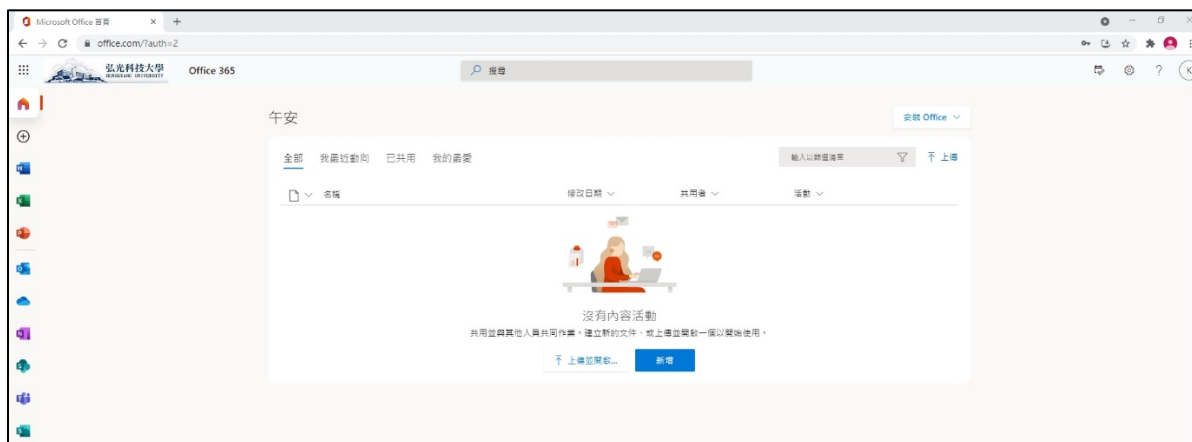 Microsoft Office 首頁
office.com/?auth=2
弘光科技大學
HUNGKUANG UNIVERSITY
Office 365
搜尋
午安
安裝 Office
全部 我最近動向 已共用 我的最愛
輸入以篩選清單
上傳
名稱 修改日期 共用者 活動
沒有內容活動
共用並與其他人員共同作業。建立新的文件、或上傳並開啟一個以開始使用。
上傳並開啟...
新增